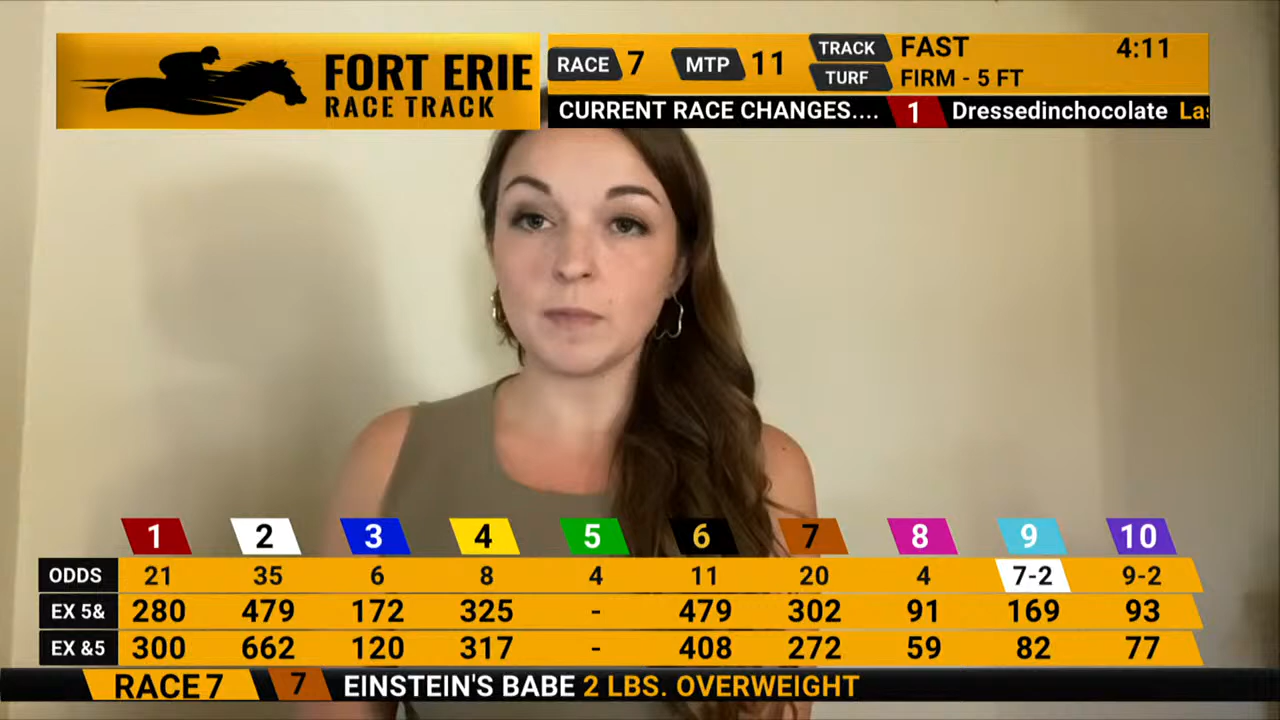 FORT ERIE
RACE TRACK
RACE 7 MTP 11 TRACK FAST 4:11
TURF FIRM - 5 FT
CURRENT RACE CHANGES.... 1 Dressedinchocolate
1 2 3 4 5 6 7 8 9 10
ODDS 21 35 6 8 4 11 20 4 7-2 9-2
EX 5& 280 479 172 325 - 479 302 91 169 93
EX &5 300 662 120 317 - 408 272 59 82 77
RACE 7 7 EINSTEIN'S BABE 2 LBS. OVERWEIGHT